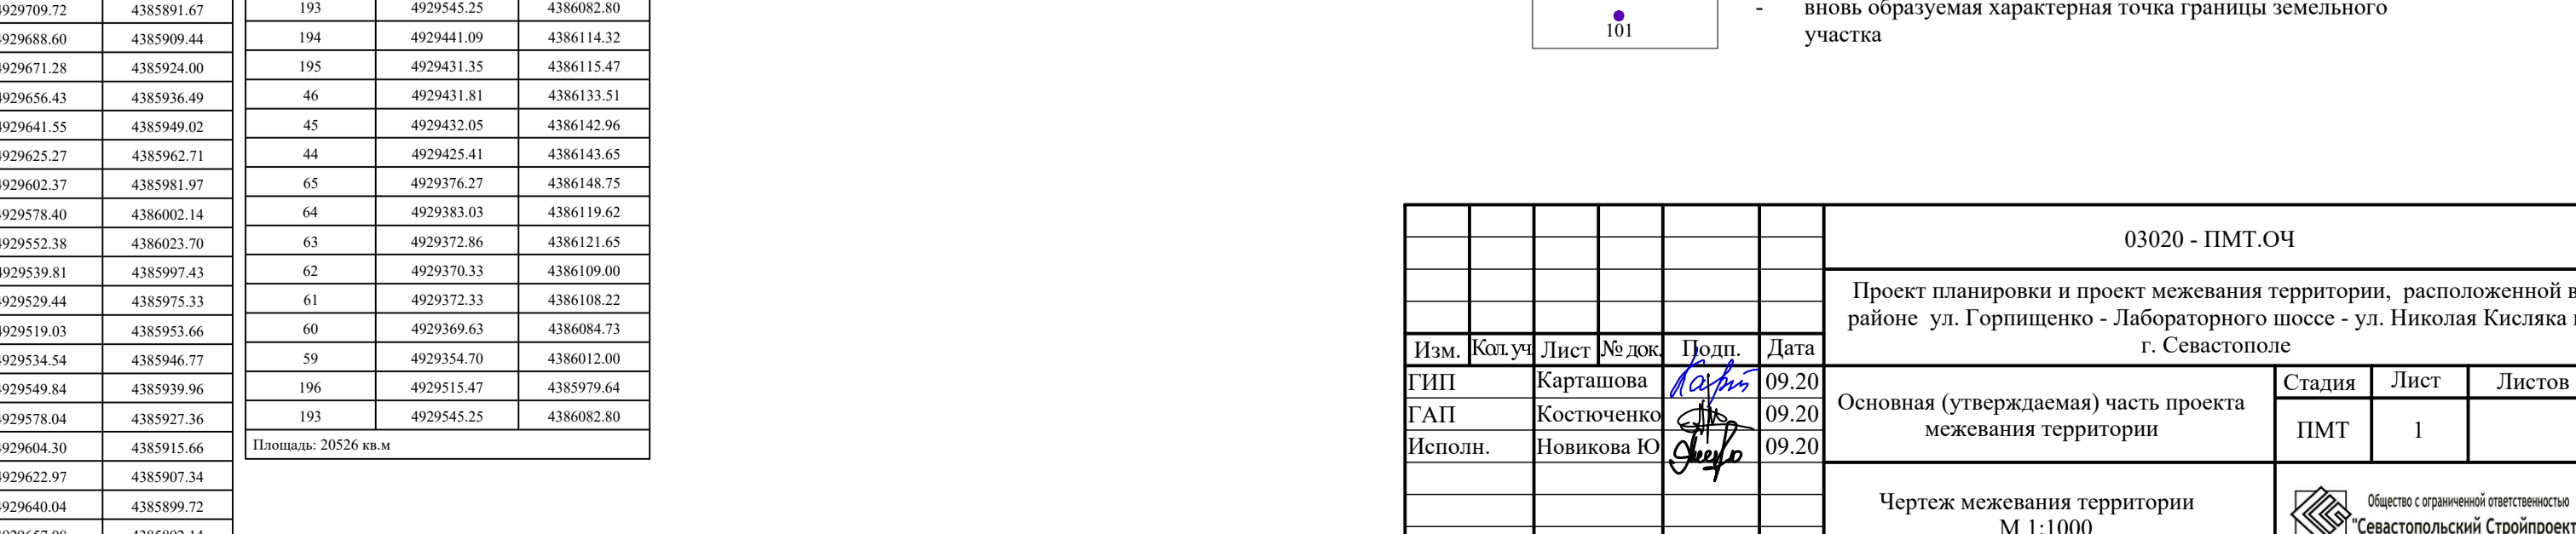 4929709.72 4385891.67
4929688.60 4385909.44
4929671.28 4385924.00
4929656.43 4385936.49
4929641.55 4385949.02
4929625.27 4385962.71
4929602.37 4385981.97
4929578.40 4386002.14
4929552.38 4386023.70
4929539.81 4385997.43
4929529.44 4385975.33
4929519.03 4385953.66
4929534.54 4385946.77
4929549.84 4385939.96
4929578.04 4385927.36
4929604.30 4385915.66
4929622.97 4385907.34
4929640.04 4385899.72
193 4929545.25 4386082.80
194 4929441.09 4386114.32
195 4929431.35 4386115.47
46 4929431.81 4386133.51
45 4929432.05 4386142.96
44 4929425.41 4386143.65
65 4929376.27 4386148.75
64 4929383.03 4386119.62
63 4929372.86 4386121.65
62 4929370.33 4386109.00
61 4929372.33 4386108.22
60 4929369.63 4386084.73
59 4929354.70 4386012.00
196 4929515.47 4385979.64
193 4929545.25 4386082.80
Площадь: 20526 кв.м
101
- вновь образуемая характерная точка границы земельного
участка
03020 - ПМТ.ОЧ
Проект планировки и проект межевания территории, расположенной в
районе ул. Горпищенко - Лабораторного шоссе - ул. Николая Кисляка
г. Севастополе
Изм. Кол.уч. Лист № док. Подп. Дата
ГИП Карташова 09.20
ГАП Костюченко 09.20
Исполн. Новикова Ю 09.20
Основная (утверждаемая) часть проекта
межевания территории
Стадия Лист Листов
ПМТ 1
Чертеж межевания территории
М 1:1000
Общество с ограниченной ответственностью
"Севастопольский Стройпроект